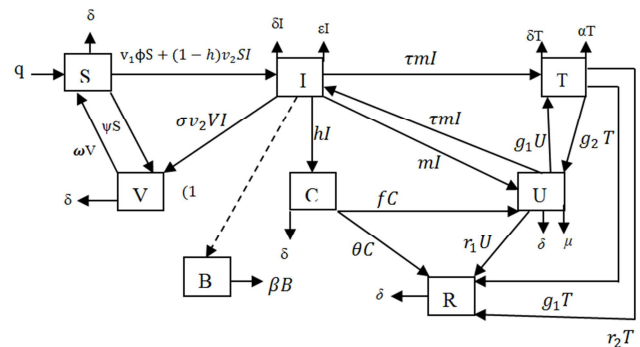 δ
v₁ϕS + (1 − h)v₂SI
δI
εI
τmI
δT
αT
q
S
I
T
ψS
ωV
σv₂VI
hI
τmI
mI
g₁U
g₂ T
δ
V
(1
C
fC
U
δ
θC
r₁U
δ
μ
B
βB
δ
R
g₁T
r₂T